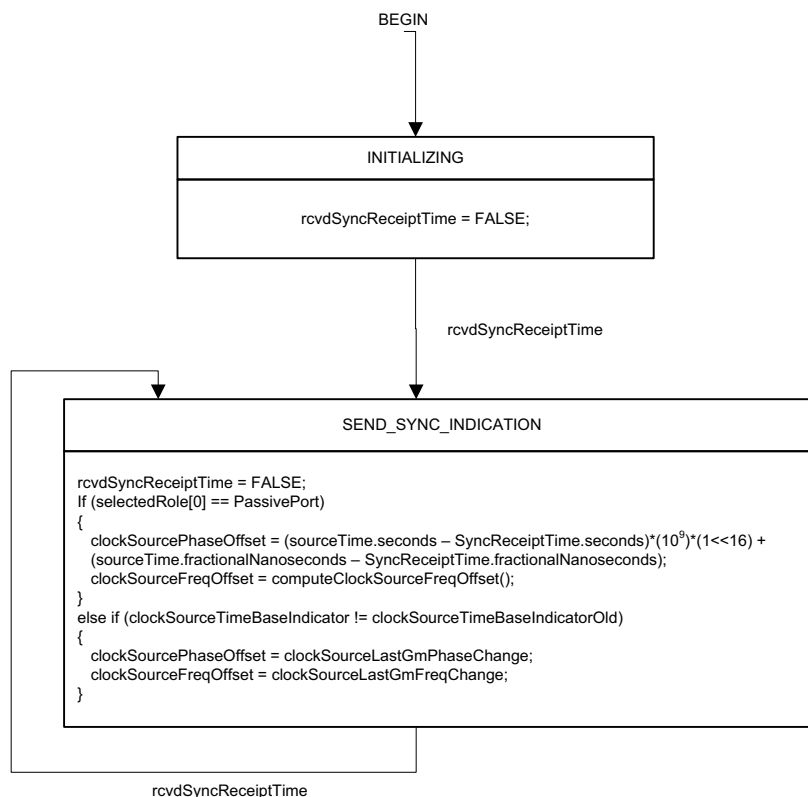 BEGIN
INITIALIZING
rcvdSyncReceiptTime = FALSE;
rcvdSyncReceiptTime
SEND_SYNC_INDICATION
rcvdSyncReceiptTime = FALSE;
If (selectedRole[0] == PassivePort)
{
clockSourcePhaseOffset = (sourceTime.seconds – SyncReceiptTime.seconds)*(10⁹)*(1<<16) +
(sourceTime.fractionalNanoseconds – SyncReceiptTime.fractionalNanoseconds);
clockSourceFreqOffset = computeClockSourceFreqOffset();
}
else if (clockSourceTimeBaseIndicator != clockSourceTimeBaseIndicatorOld)
{
clockSourcePhaseOffset = clockSourceLastGmPhaseChange;
clockSourceFreqOffset = clockSourceLastGmFreqChange;
}
rcvdSyncReceiptTime